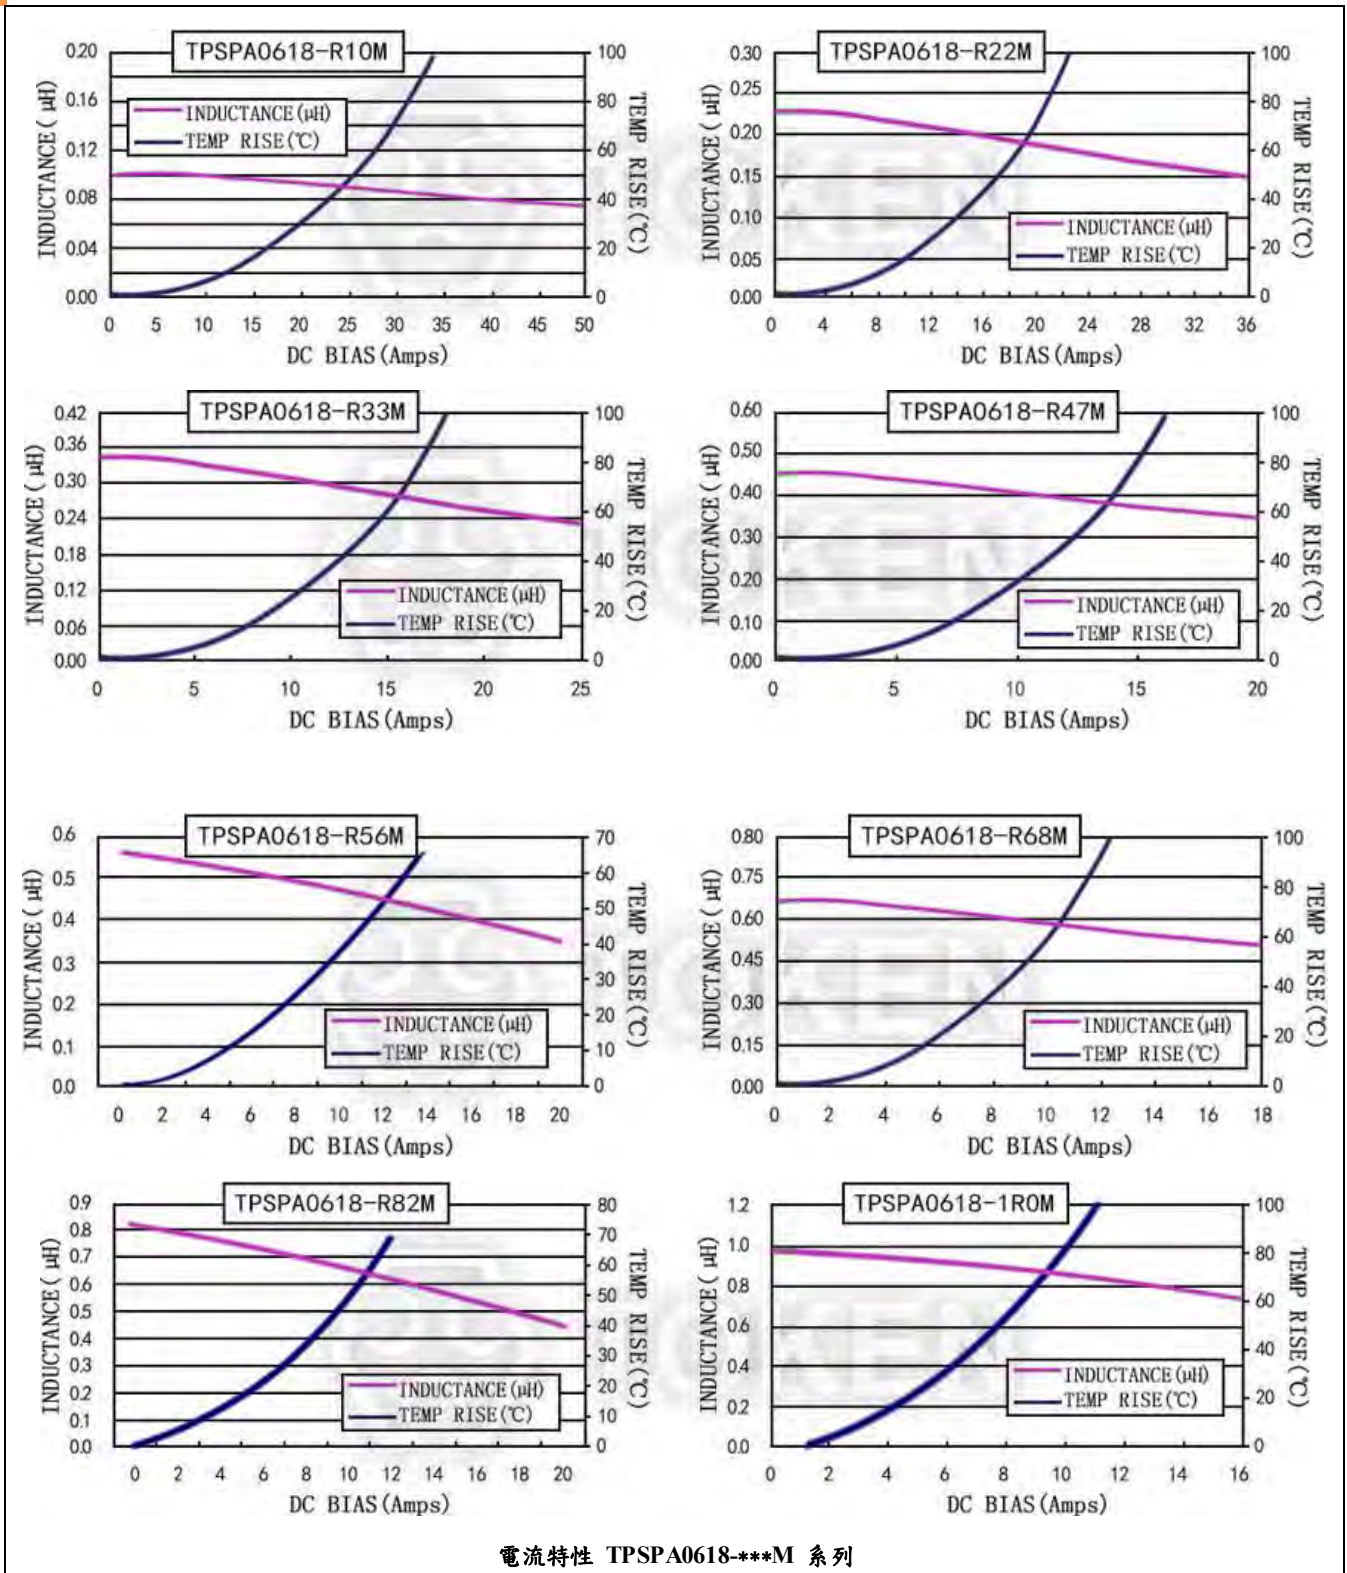 TPSPA0618-R10M
INDUCTANCE( μH)
0.20
0.16
0.12
0.08
0.04
0.00
INDUCTANCE(μH)
TEMP RISE(℃)
100
80
60
40
20
0
TEMP RISE(℃)
0 5 10 15 20 25 30 35 40 45 50
DC BIAS(Amps)
TPSPA0618-R22M
INDUCTANCE( μH)
0.30
0.25
0.20
0.15
0.10
0.05
0.00
INDUCTANCE(μH)
TEMP RISE(℃)
100
80
60
40
20
0
TEMP RISE(℃)
0 4 8 12 16 20 24 28 32 36
DC BIAS(Amps)
TPSPA0618-R33M
INDUCTANCE( μH)
0.42
0.36
0.30
0.24
0.18
0.12
0.06
0.00
INDUCTANCE(μH)
TEMP RISE(℃)
100
80
60
40
20
0
TEMP RISE(℃)
0 5 10 15 20 25
DC BIAS(Amps)
TPSPA0618-R47M
INDUCTANCE( μH)
0.60
0.50
0.40
0.30
0.20
0.10
0.00
INDUCTANCE(μH)
TEMP RISE(℃)
100
80
60
40
20
0
TEMP RISE(℃)
0 5 10 15 20
DC BIAS(Amps)
TPSPA0618-R56M
INDUCTANCE( μH)
0.6
0.5
0.4
0.3
0.2
0.1
0.0
INDUCTANCE(μH)
TEMP RISE(℃)
70
60
50
40
30
20
10
0
TEMP RISE(℃)
0 2 4 6 8 10 12 14 16 18 20
DC BIAS(Amps)
TPSPA0618-R68M
INDUCTANCE( μH)
0.80
0.75
0.60
0.45
0.30
0.15
0.00
INDUCTANCE(μH)
TEMP RISE(℃)
100
80
60
40
20
0
TEMP RISE(℃)
0 2 4 6 8 10 12 14 16 18
DC BIAS(Amps)
TPSPA0618-R82M
INDUCTANCE( μH)
0.9
0.8
0.7
0.6
0.5
0.4
0.3
0.2
0.1
0.0
INDUCTANCE(μH)
TEMP RISE(℃)
80
70
60
50
40
30
20
10
0
TEMP RISE(℃)
0 2 4 6 8 10 12 14 16 18 20
DC BIAS(Amps)
TPSPA0618-1R0M
INDUCTANCE( μH)
1.2
1.0
0.8
0.6
0.4
0.2
0.0
INDUCTANCE(μH)
TEMP RISE(℃)
100
80
60
40
20
0
TEMP RISE(℃)
0 2 4 6 8 10 12 14 16
DC BIAS(Amps)
電流特性 TPSPA0618-***M 系列